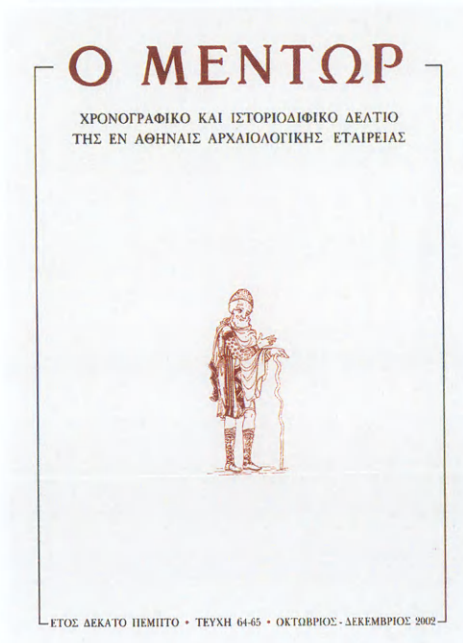 Ο ΜΕΝΤΩΡ
ΧΡΟΝΟΓΡΑΦΙΚΟ ΚΑΙ ΙΣΤΟΡΙΟΔΙΦΙΚΟ ΔΕΛΤΙΟ
ΤΗΣ ΕΝ ΑΘΗΝΑΙΣ ΑΡΧΑΙΟΛΟΓΙΚΗΣ ΕΤΑΙΡΕΙΑΣ
ΕΤΟΣ ΔΕΚΑΤΟ ΠΕΜΠΤΟ • ΤΕΥΧΗ 64-65 • ΟΚΤΩΒΡΙΟΣ - ΔΕΚΕΜΒΡΙΟΣ 2002